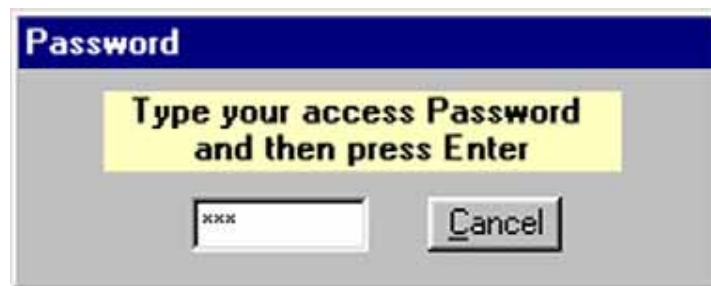 Password
Type your access Password
and then press Enter
***
Cancel